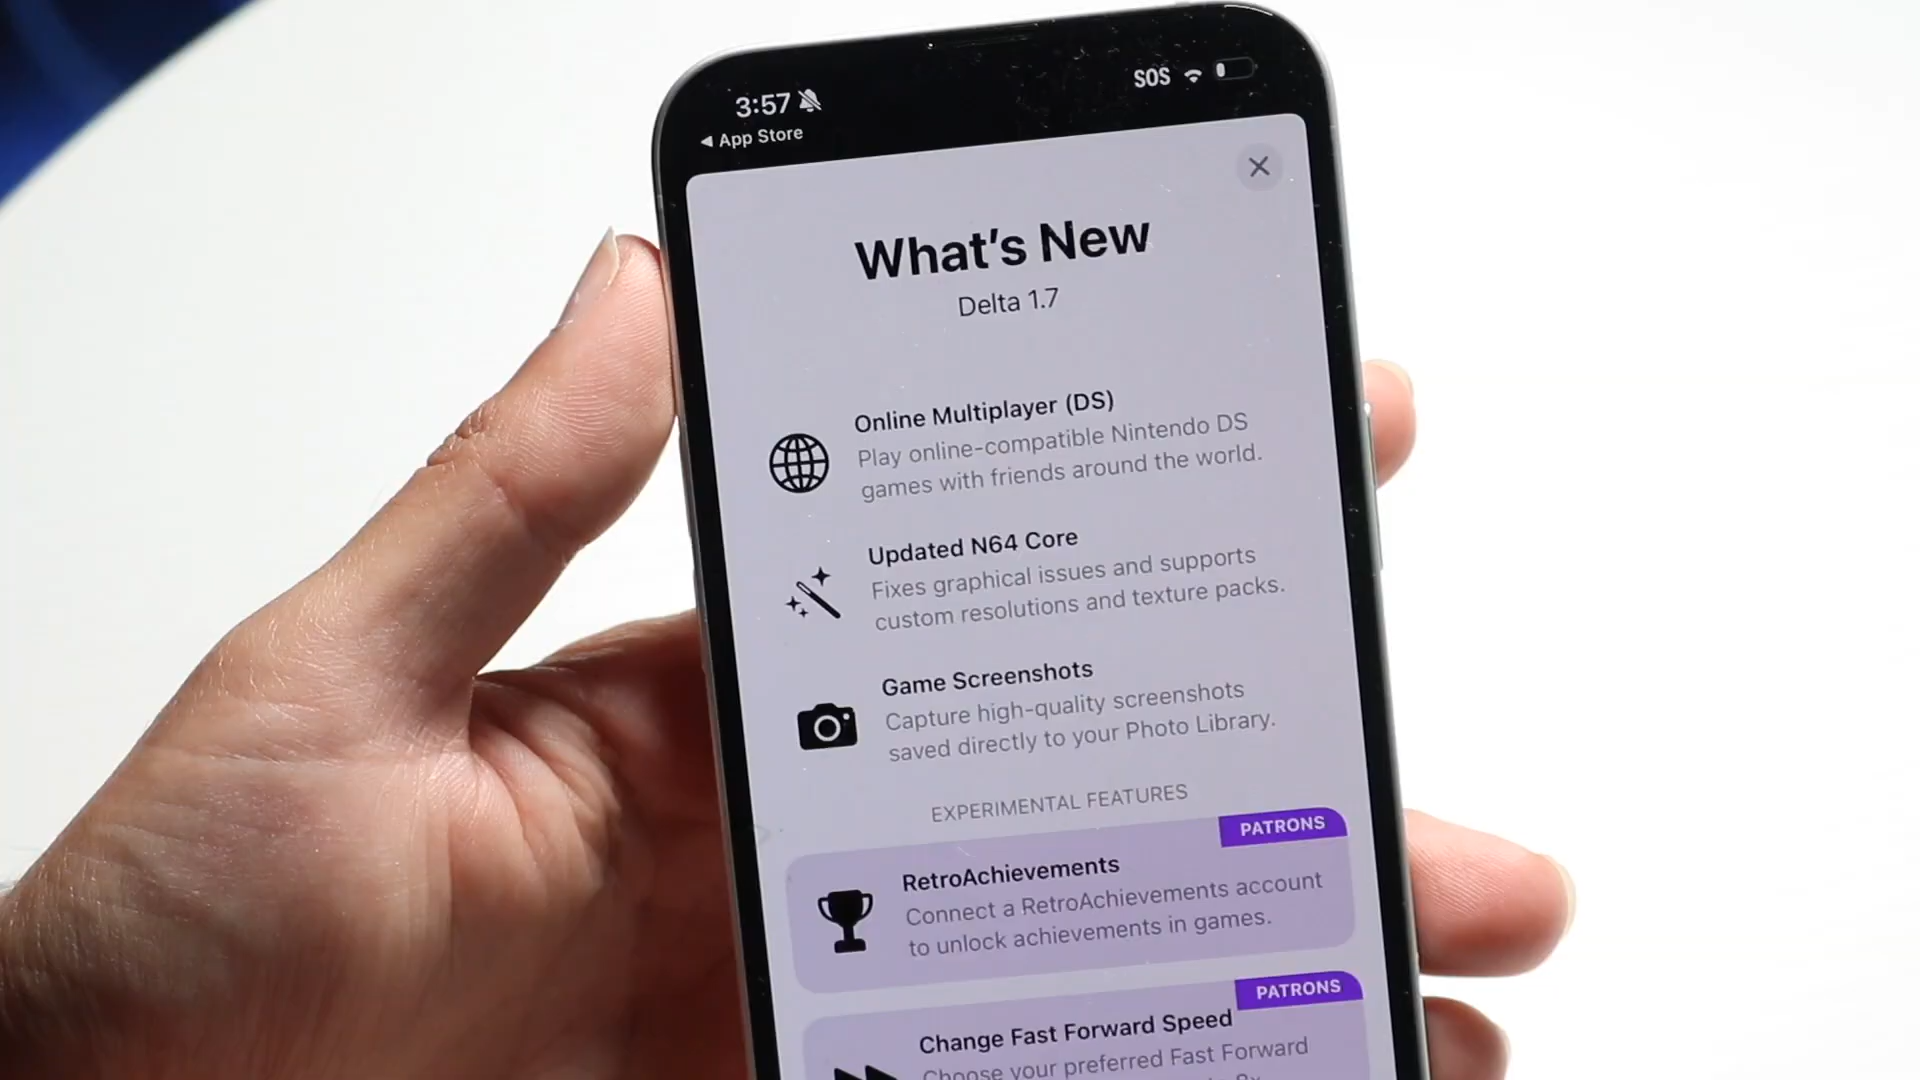 3:57
SOS
App Store
What's New
Delta 1.7
Online Multiplayer (DS)
Play online-compatible Nintendo DS
games with friends around the world.
Updated N64 Core
Fixes graphical issues and supports
custom resolutions and texture packs.
Game Screenshots
Capture high-quality screenshots
saved directly to your Photo Library.
EXPERIMENTAL FEATURES
PATRONS
RetroAchievements
Connect a RetroAchievements account
to unlock achievements in games.
PATRONS
Change Fast Forward Speed
Choose your preferred Fast Forward